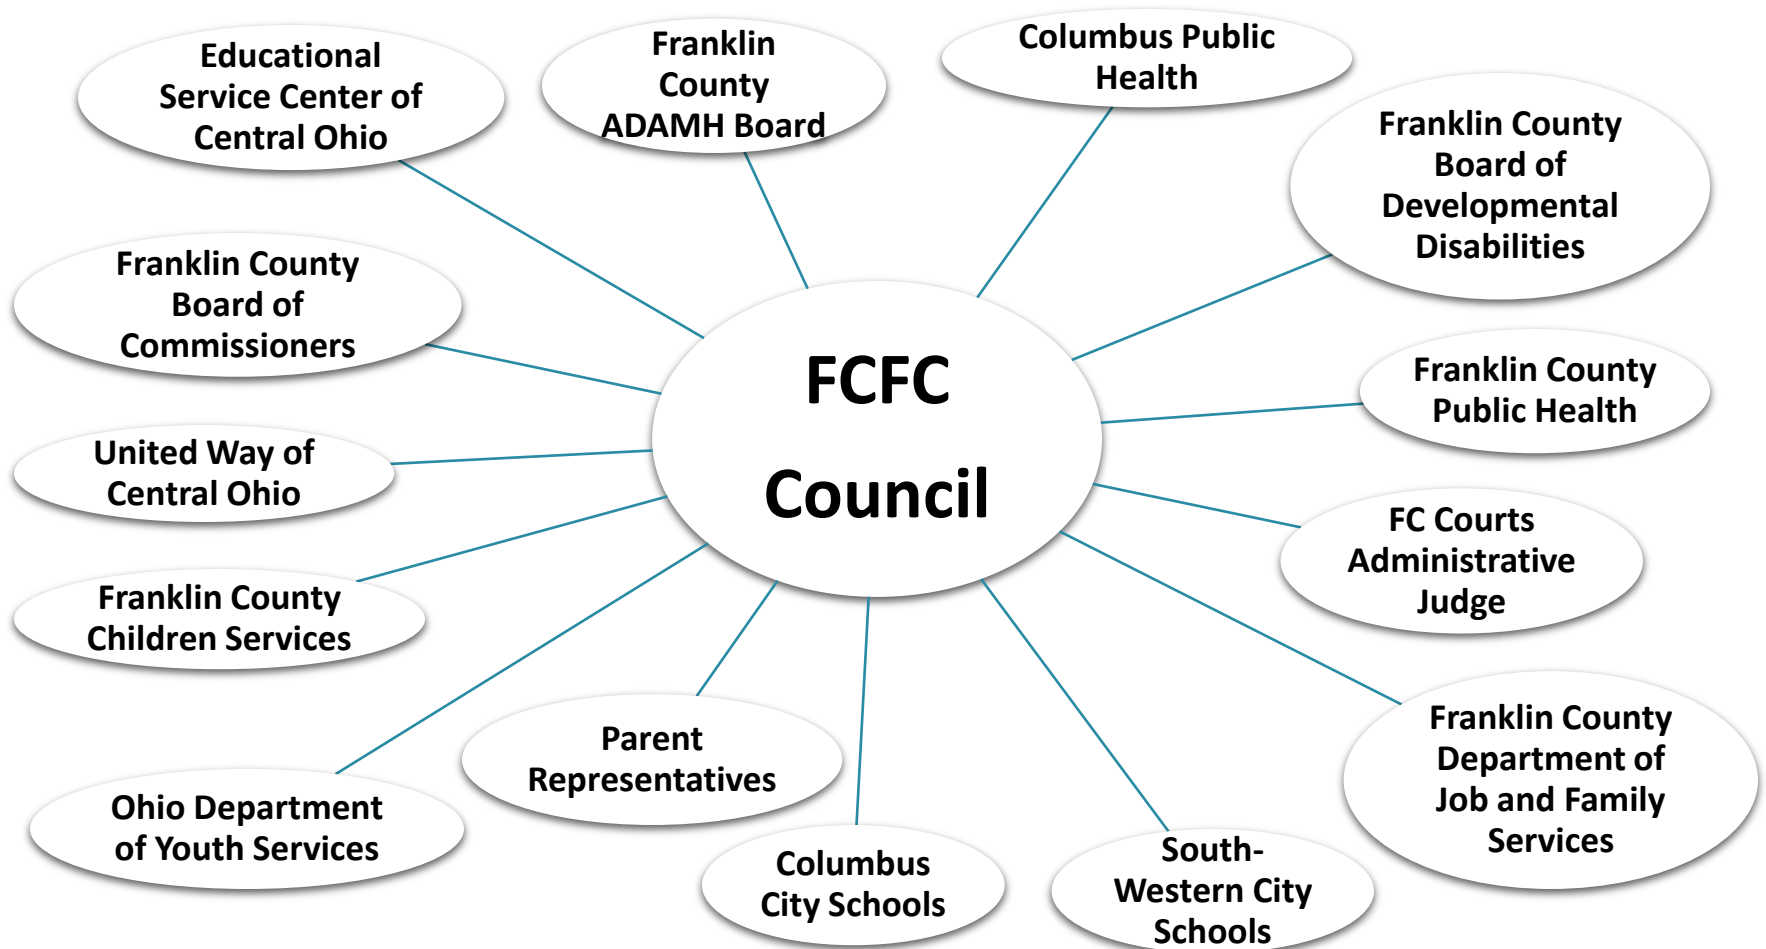 Educational
Service Center of
Central Ohio
Franklin
County
ADAMH Board
Columbus Public
Health
Franklin County
Board of
Developmental
Disabilities
Franklin County
Board of
Commissioners
FCFC
Council
Franklin County
Public Health
United Way of
Central Ohio
FC Courts
Administrative
Judge
Franklin County
Children Services
Parent
Representatives
Franklin County
Department of
Job and Family
Services
Ohio Department
of Youth Services
Columbus
City Schools
South-
Western City
Schools